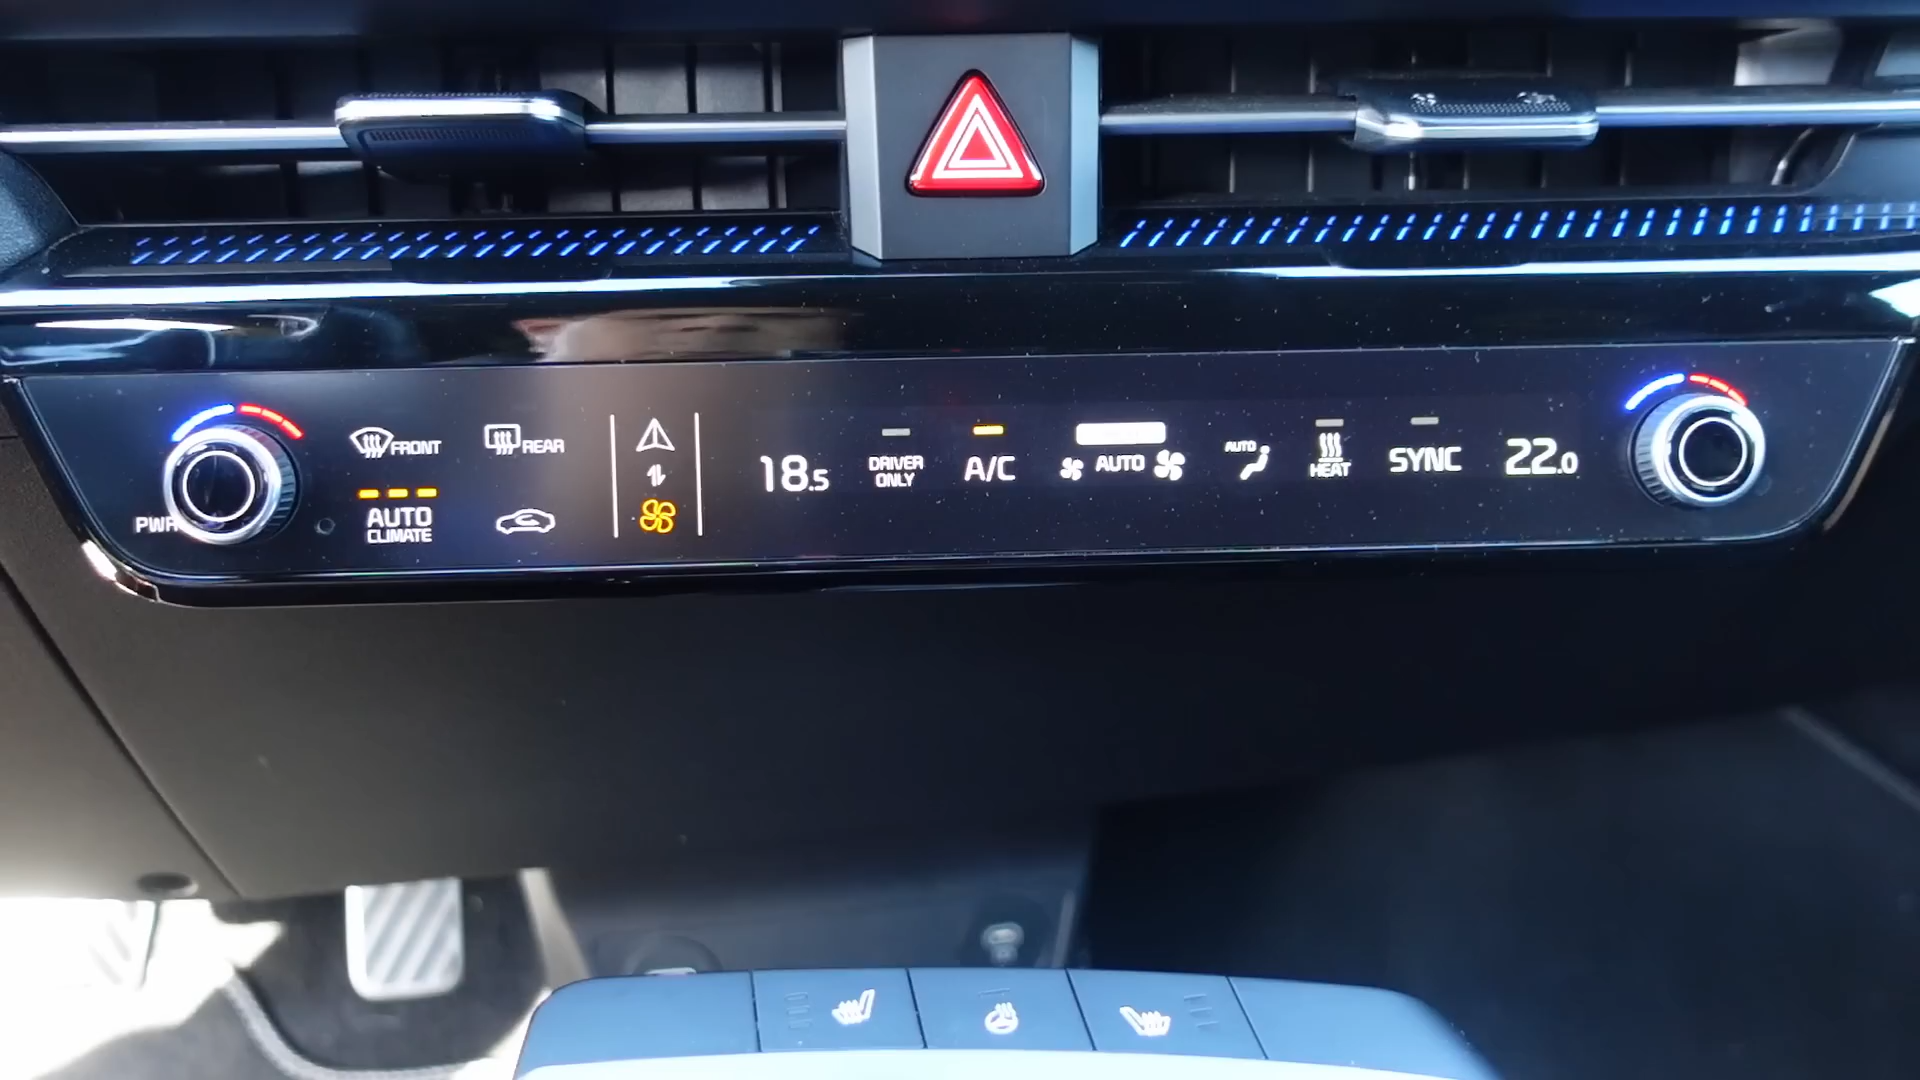 PWR
FRONT
REAR
AUTO
CLIMATE
18.5
DRIVER
ONLY
A/C
AUTO
AUTO
HEAT
SYNC
22.0